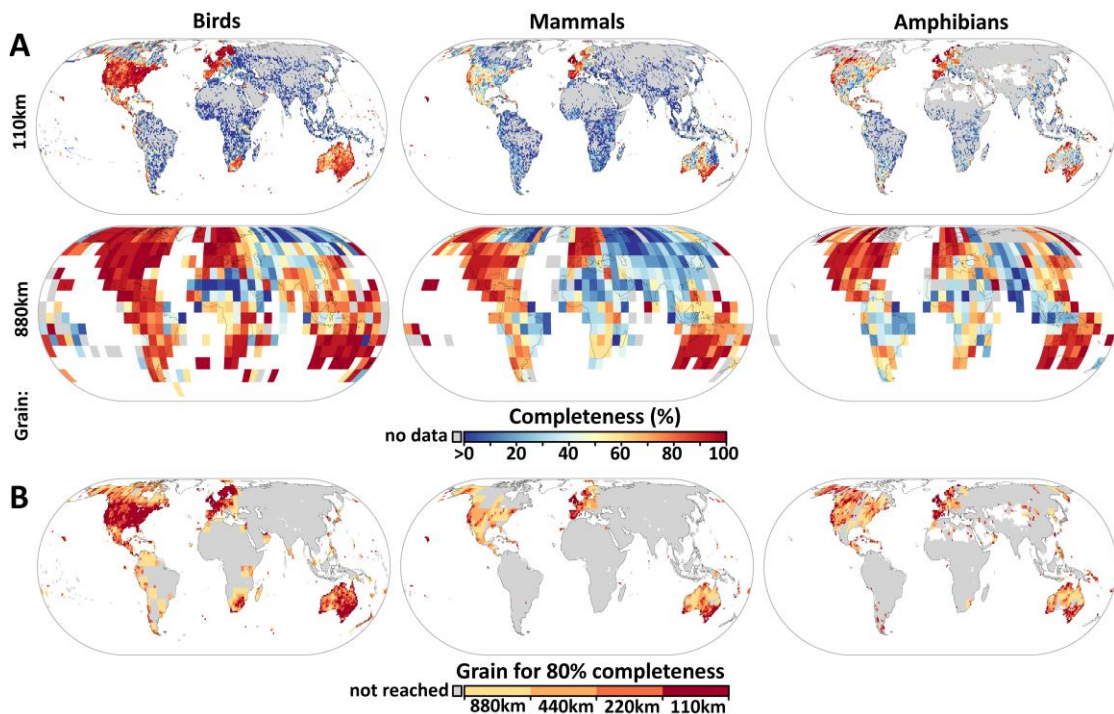 Birds Mammals Amphibians
A
110km
880km
Grain:
Completeness (%)
no data
>0 20 40 60 80 100
B
Grain for 80% completeness
not reached
880km 440km 220km 110km